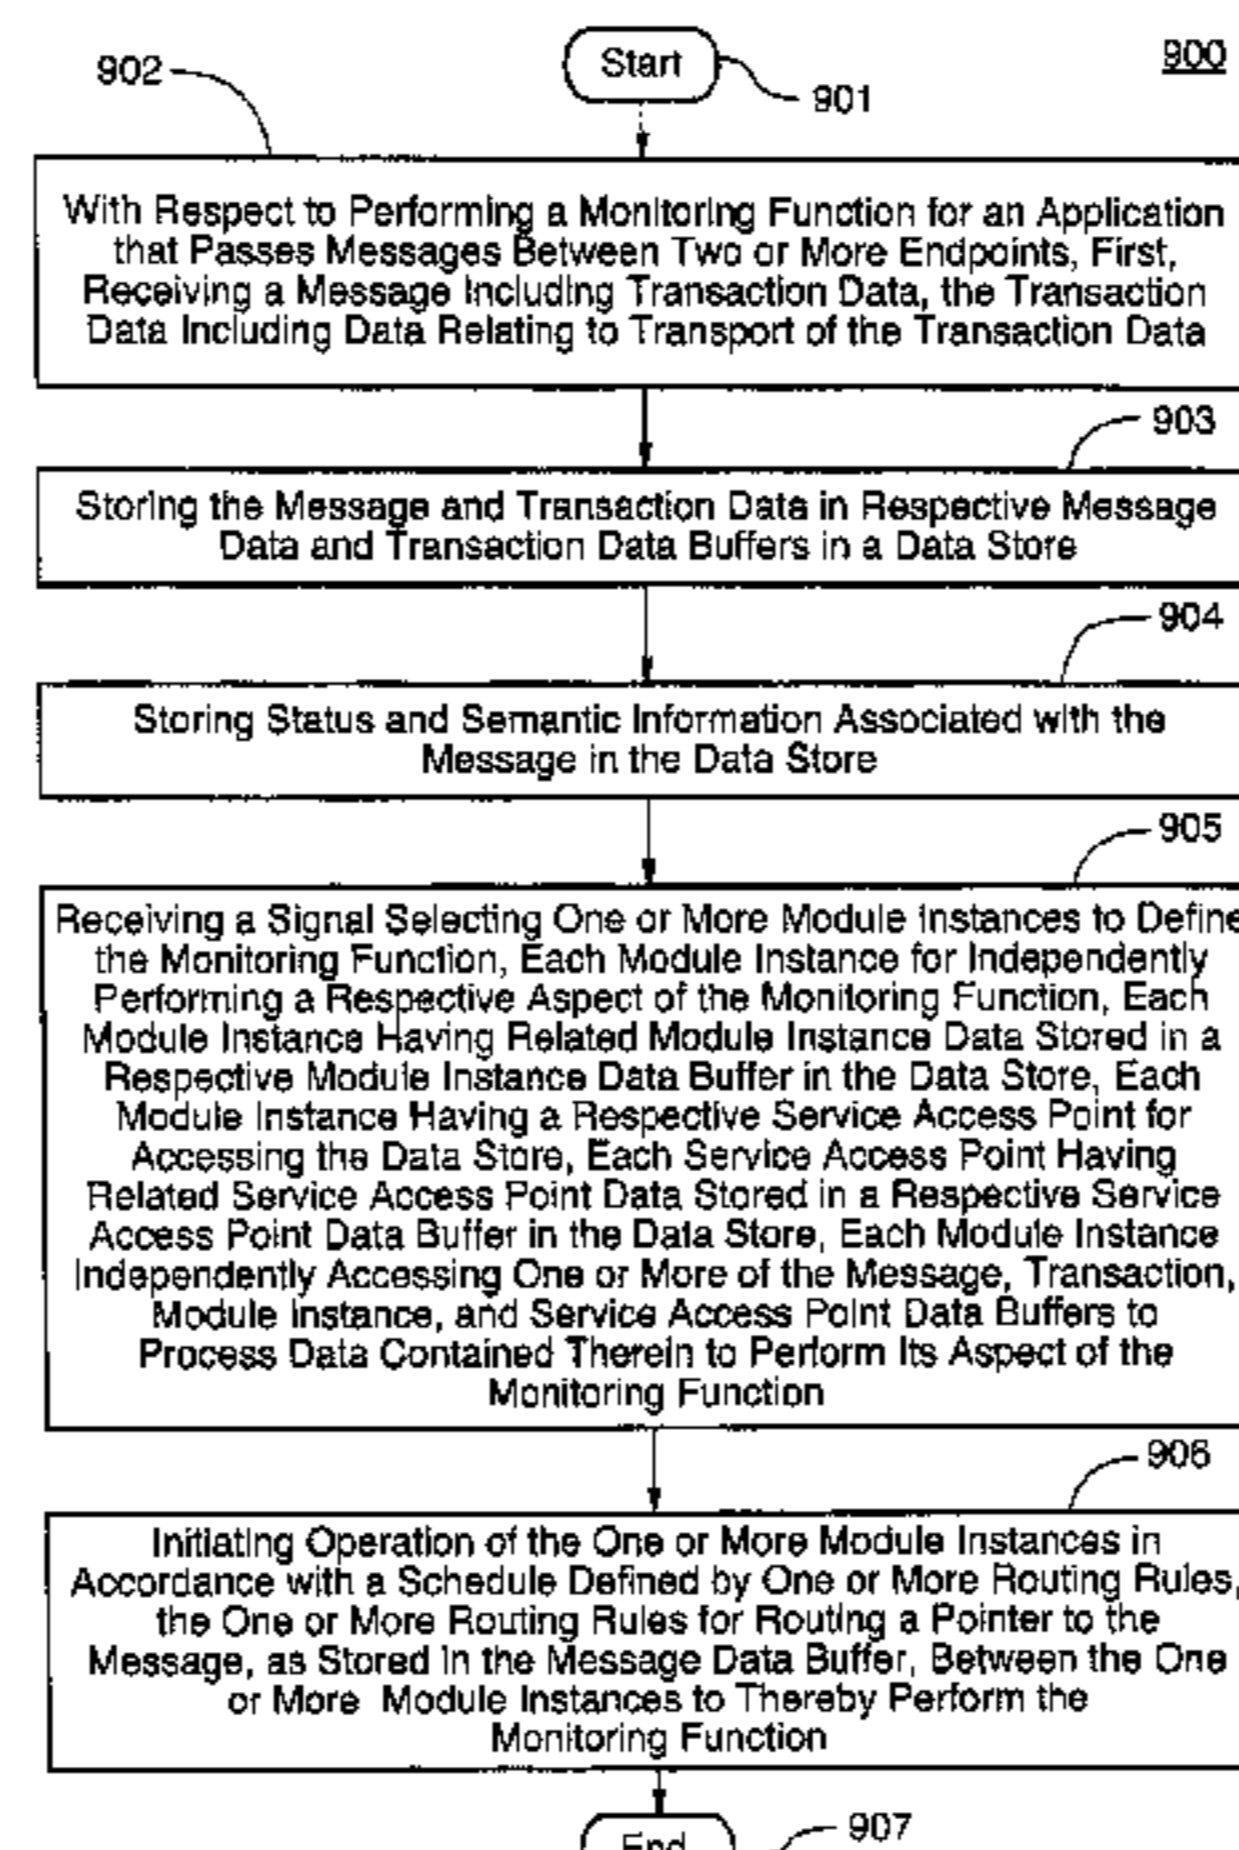 Start
900
902
901
With Respect to Performing a Monitoring Function for an Application
that Passes Messages Between Two or More Endpoints, First,
Receiving a Message Including Transaction Data, the Transaction
Data Including Data Relating to Transport of the Transaction Data
903
Storing the Message and Transaction Data in Respective Message
Data and Transaction Data Buffers in a Data Store
904
Storing Status and Semantic Information Associated with the
Message in the Data Store
905
Receiving a Signal Selecting One or More Module Instances to Define
the Monitoring Function, Each Module Instance for Independently
Performing a Respective Aspect of the Monitoring Function, Each
Module Instance Having Related Module Instance Data Stored in a
Respective Module Instance Data Buffer in the Data Store, Each
Module Instance Having a Respective Service Access Point for
Accessing the Data Store, Each Service Access Point Having
Related Service Access Point Data Stored in a Respective Service
Access Point Data Buffer in the Data Store, Each Module Instance
Independently Accessing One or More of the Message, Transaction,
Module Instance, and Service Access Point Data Buffers to
Process Data Contained Therein to Perform Its Aspect of the
Monitoring Function
906
Initiating Operation of the One or More Module Instances in
Accordance with a Schedule Defined by One or More Routing Rules,
the One or More Routing Rules for Routing a Pointer to the
Message, as Stored in the Message Data Buffer, Between the One
or More Module Instances to Thereby Perform the
Monitoring Function
907
End